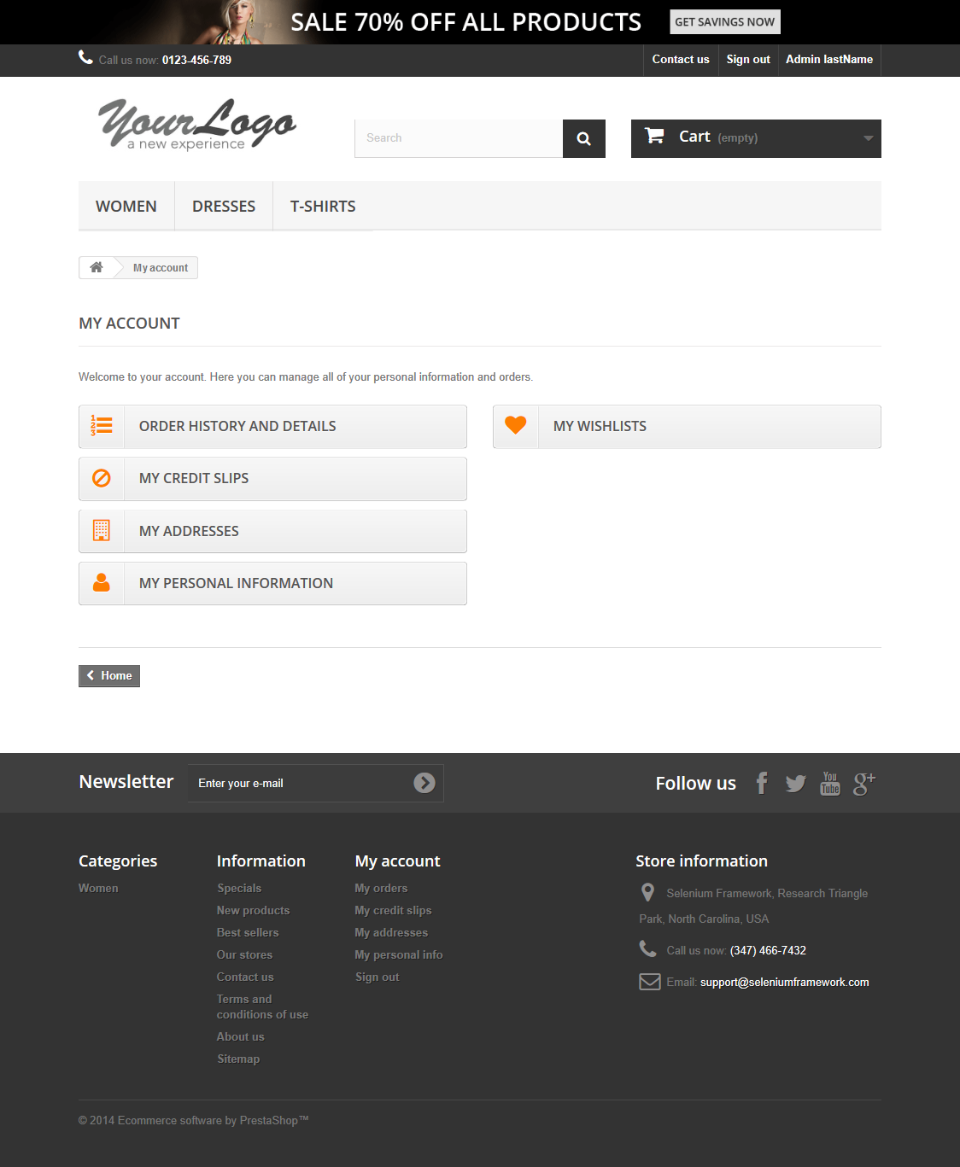 SALE 70% OFF ALL PRODUCTS
GET SAVINGS NOW
Call us now: 0123-456-789
Contact us
Sign out
Admin lastName
YourLogo
a new experience
Search
Cart (empty)
WOMEN
DRESSES
T-SHIRTS
My account
MY ACCOUNT
Welcome to your account. Here you can manage all of your personal information and orders.
ORDER HISTORY AND DETAILS
MY CREDIT SLIPS
MY ADDRESSES
MY PERSONAL INFORMATION
MY WISHLISTS
Home
Newsletter
Enter your e-mail
Follow us
You
Tube
g+
Categories
Women
Information
Specials
New products
Best sellers
Our stores
Contact us
Terms and
conditions of use
About us
Sitemap
My account
My orders
My credit slips
My addresses
My personal info
Sign out
Store information
Selenium Framework, Research Triangle
Park, North Carolina, USA
Call us now: (347) 466-7432
Email: support@seleniumframework.com
© 2014 Ecommerce software by PrestaShop™